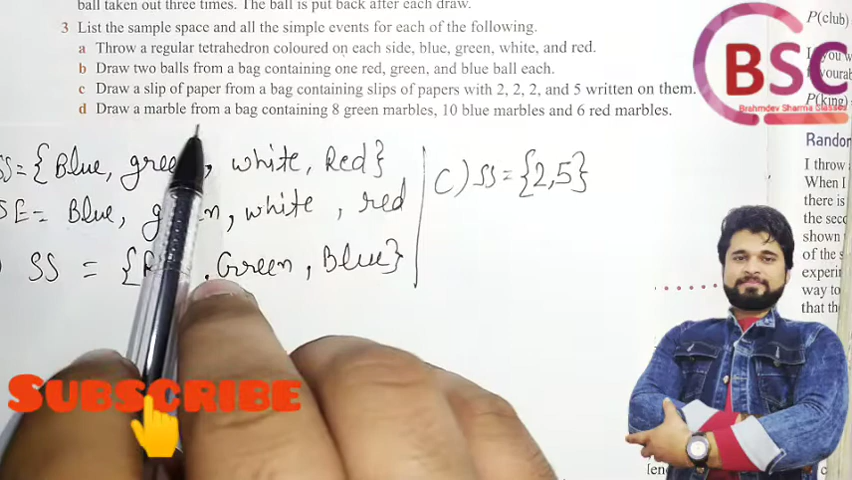 ball taken out three times. The ball is put back after each draw.
3 List the sample space and all the simple events for each of the following.
a Throw a regular tetrahedron coloured on each side, blue, green, white, and red.
b Draw two balls from a bag containing one red, green, and blue ball each.
c Draw a slip of paper from a bag containing slips of papers with 2, 2, 2, and 5 written on them.
d Draw a marble from a bag containing 8 green marbles, 10 blue marbles and 6 red marbles.
SS = {Blue, , white, Red}
SE = Blue, , white, red
SS = { , Green, Blue}
C) SS = {2,5}
BSC
Brahmdev Sharma Classes
SUBSCRIBE
P(club)
P(king)
Random
I throw
When I
there is
the seco
shown
of the s
experi
way to
that th